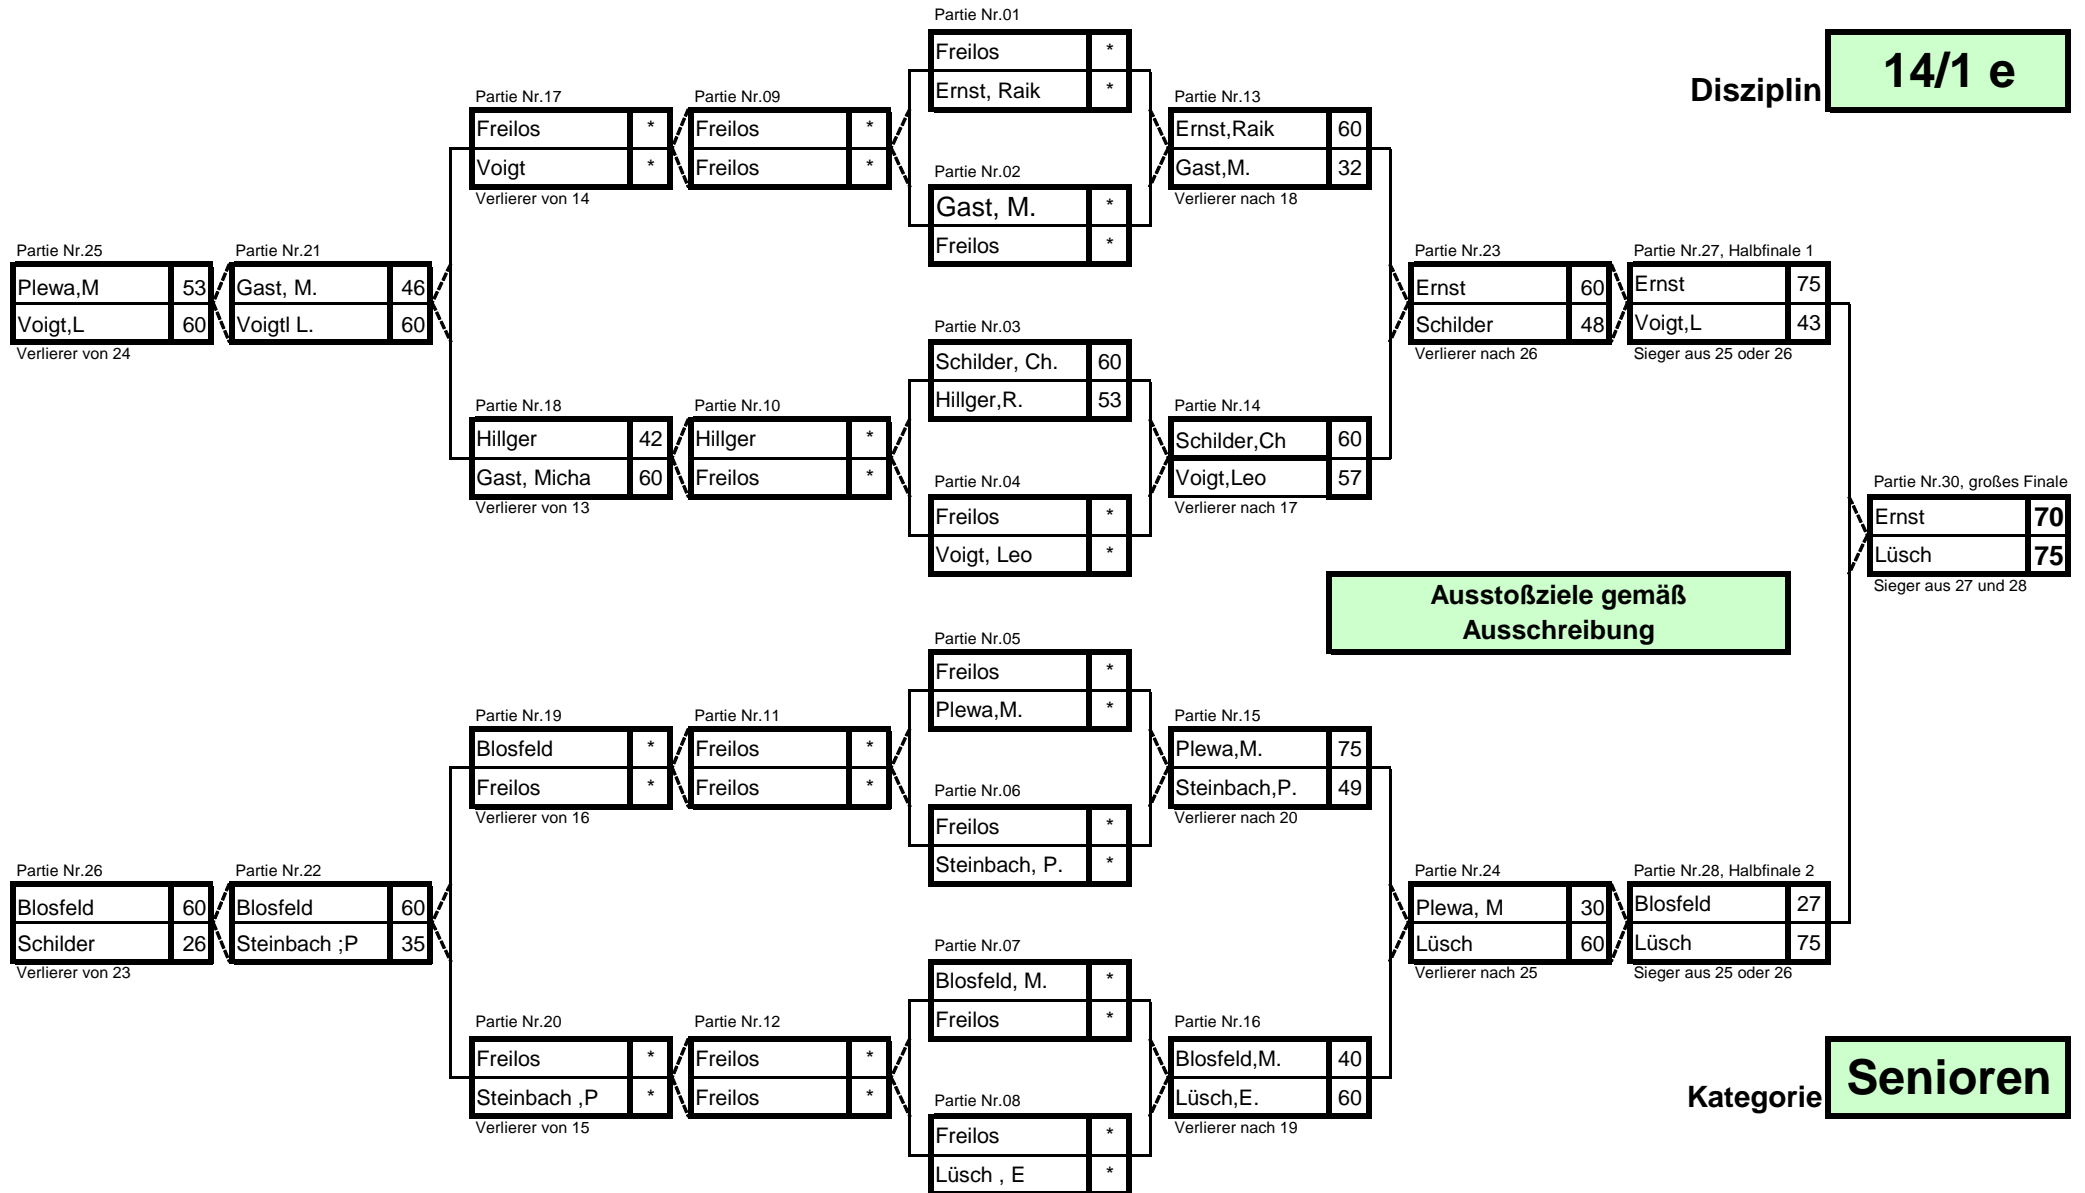 Partie Nr.01
Freilos *
Ernst, Raik *
Disziplin
14/1 e
Partie Nr.17
Freilos *
Voigt *
Verlierer von 14
Partie Nr.09
Freilos *
Freilos *
Partie Nr.13
Ernst,Raik 60
Gast,M. 32
Verlierer nach 18
Partie Nr.02
Gast, M. *
Freilos *
Partie Nr.25
Plewa,M 53
Voigt,L 60
Verlierer von 24
Partie Nr.21
Gast, M. 46
Voigtl L. 60
Partie Nr.23
Ernst 60
Schilder 48
Verlierer nach 26
Partie Nr.27, Halbfinale 1
Ernst 75
Voigt,L 43
Sieger aus 25 oder 26
Partie Nr.03
Schilder, Ch. 60
Hillger,R. 53
Partie Nr.18
Hillger 42
Gast, Micha 60
Verlierer von 13
Partie Nr.10
Hillger *
Freilos *
Partie Nr.14
Schilder,Ch 60
Voigt,Leo 57
Verlierer nach 17
Partie Nr.04
Freilos *
Voigt, Leo *
Partie Nr.30, großes Finale
Ernst 70
Lüsch 75
Sieger aus 27 und 28
Ausstoßziele gemäß
Ausschreibung
Partie Nr.05
Freilos *
Plewa,M. *
Partie Nr.19
Blosfeld *
Freilos *
Verlierer von 16
Partie Nr.11
Freilos *
Freilos *
Partie Nr.15
Plewa,M. 75
Steinbach,P. 49
Verlierer nach 20
Partie Nr.06
Freilos *
Steinbach, P. *
Partie Nr.26
Blosfeld 60
Schilder 26
Verlierer von 23
Partie Nr.22
Blosfeld 60
Steinbach ;P 35
Partie Nr.24
Plewa, M 30
Lüsch 60
Verlierer nach 25
Partie Nr.28, Halbfinale 2
Blosfeld 27
Lüsch 75
Sieger aus 25 oder 26
Partie Nr.07
Blosfeld, M. *
Freilos *
Partie Nr.20
Freilos *
Steinbach ,P *
Verlierer von 15
Partie Nr.12
Freilos *
Freilos *
Partie Nr.16
Blosfeld,M. 40
Lüsch,E. 60
Verlierer nach 19
Partie Nr.08
Freilos *
Lüsch , E *
Kategorie
Senioren